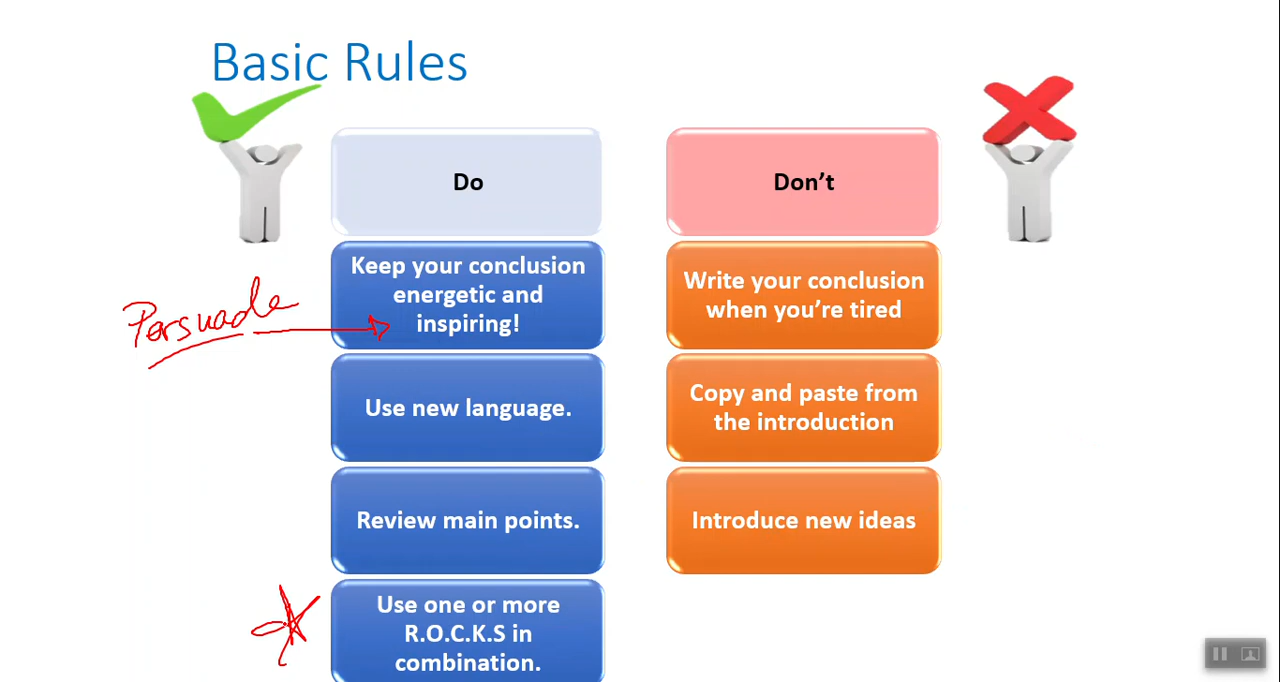 Basic Rules
Do
Keep your conclusion
energetic and
inspiring!
Use new language.
Review main points.
Use one or more
R.O.C.K.S in
combination.
Don’t
Write your conclusion
when you’re tired
Copy and paste from
the introduction
Introduce new ideas
Persuade